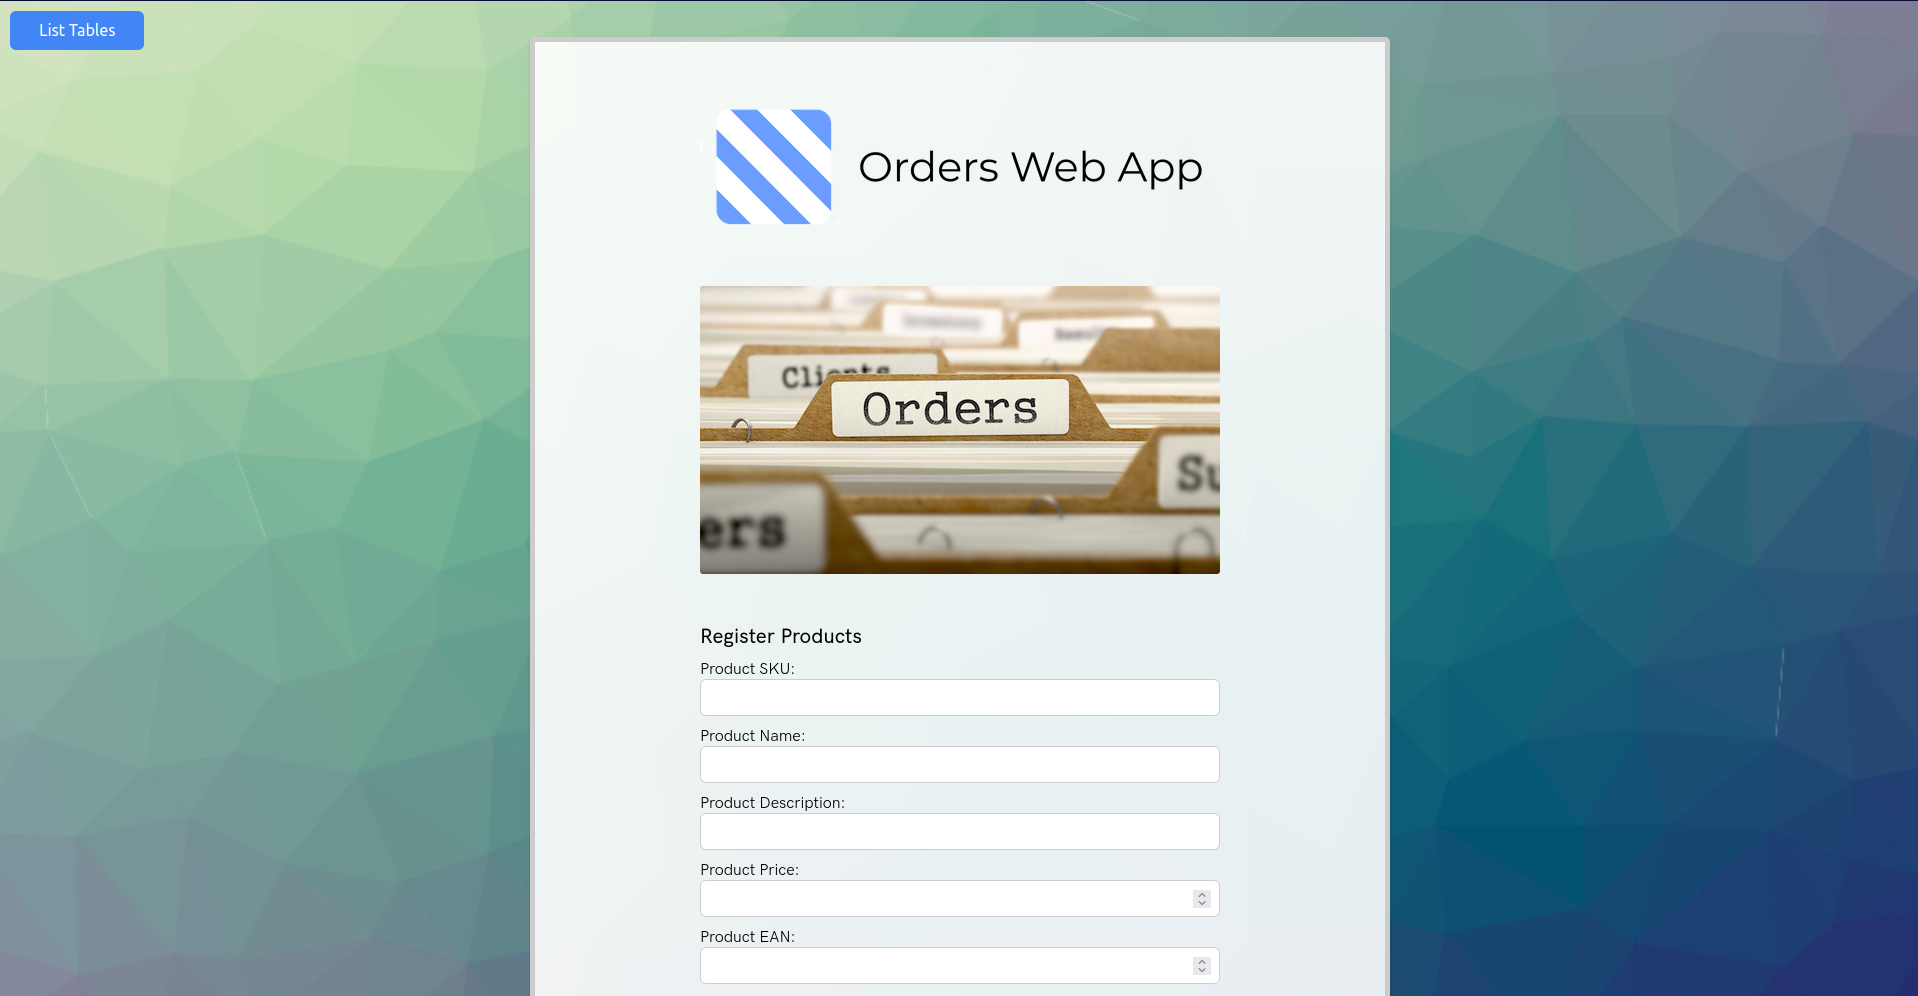 List Tables
Orders Web App
Inventory
Clients
Orders
Su
ers
Register Products
Product SKU:
Product Name:
Product Description:
Product Price:
Product EAN: